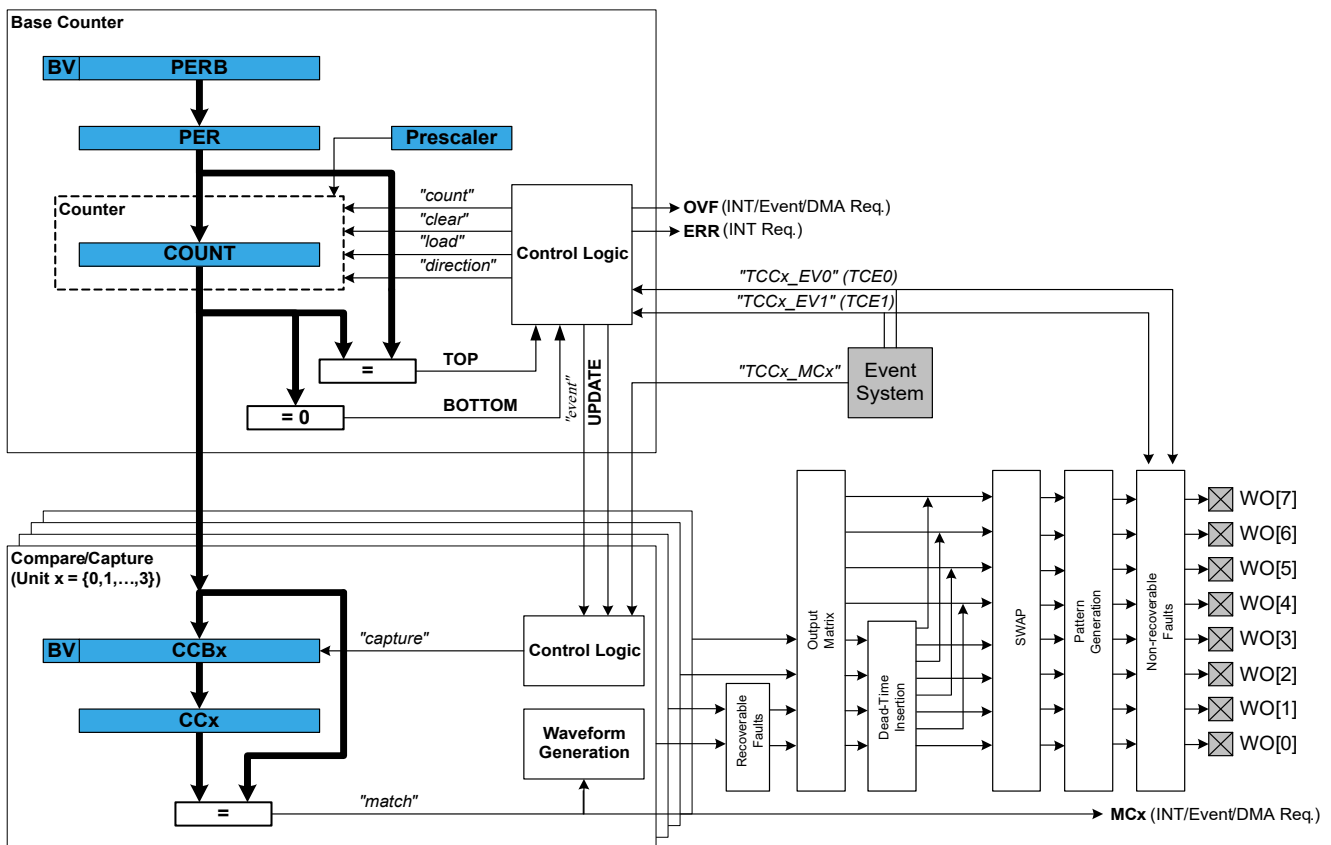 Base Counter
BV
PERB
PER
Prescaler
Counter
COUNT
"count"
"clear"
"load"
"direction"
Control Logic
OVF (INT/Event/DMA Req.)
ERR (INT Req.)
"TCCx_EV0" (TCE0)
"TCCx_EV1" (TCE1)
"TCCx_MCx"
Event
System
=
TOP
= 0
BOTTOM
"event"
UPDATE
Compare/Capture
(Unit x = {0,1,…,3})
BV
CCBx
CCx
"capture"
Control Logic
Waveform
Generation
=
"match"
Recoverable
Faults
Output
Matrix
Dead-Time
Insertion
SWAP
Pattern
Generation
Non-recoverable
Faults
WO[7]
WO[6]
WO[5]
WO[4]
WO[3]
WO[2]
WO[1]
WO[0]
MCx (INT/Event/DMA Req.)